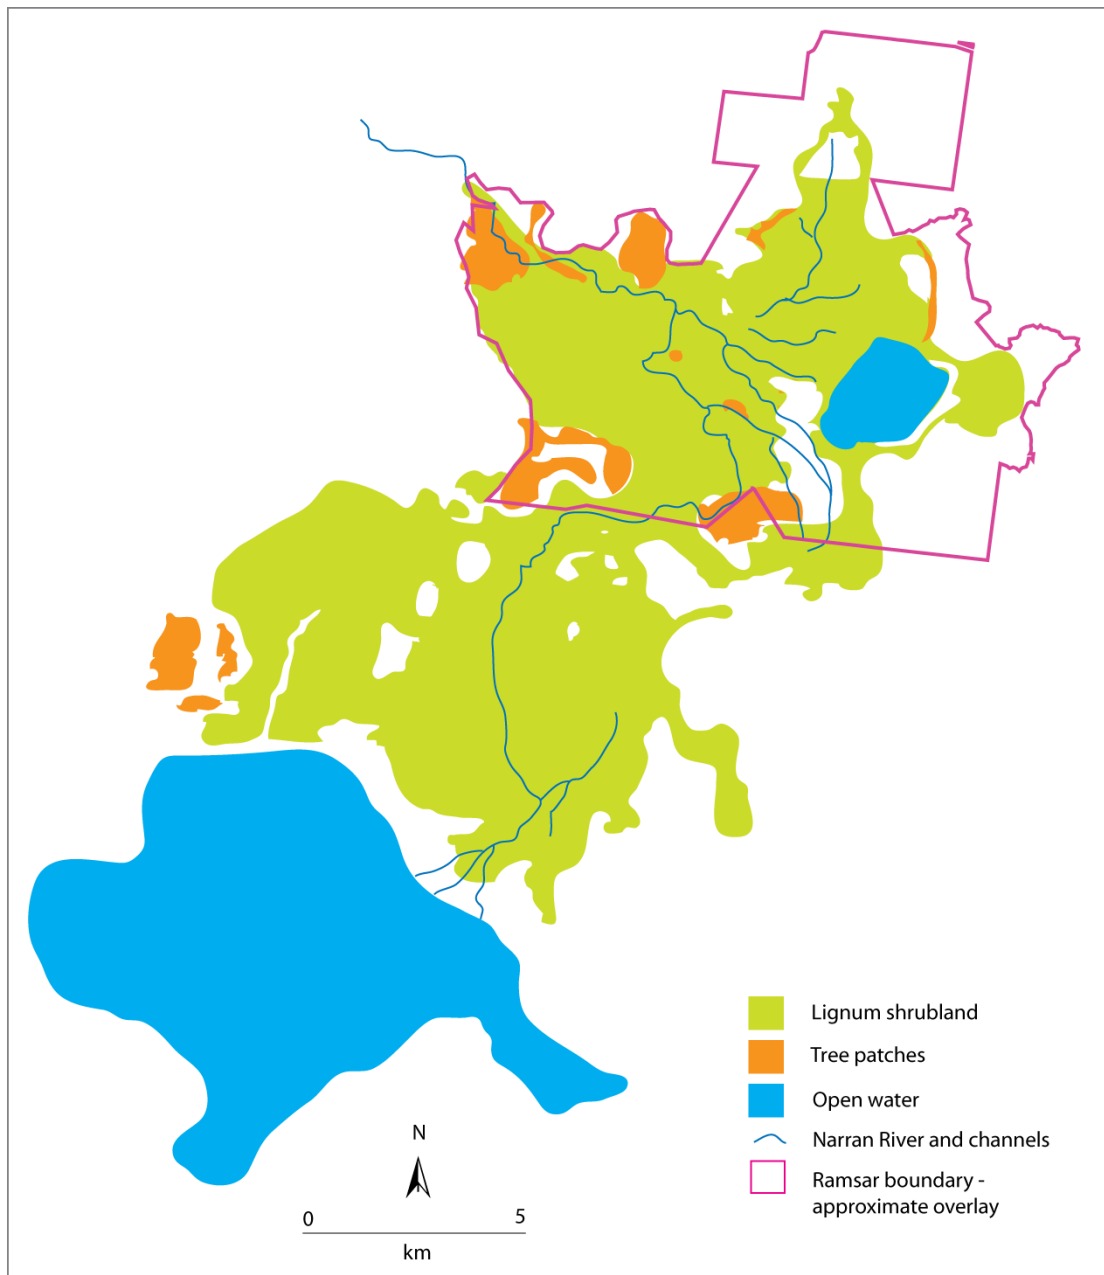 Lignum shrubland
Tree patches
Open water
Narran River and channels
Ramsar boundary -
approximate overlay
N
0 5
km